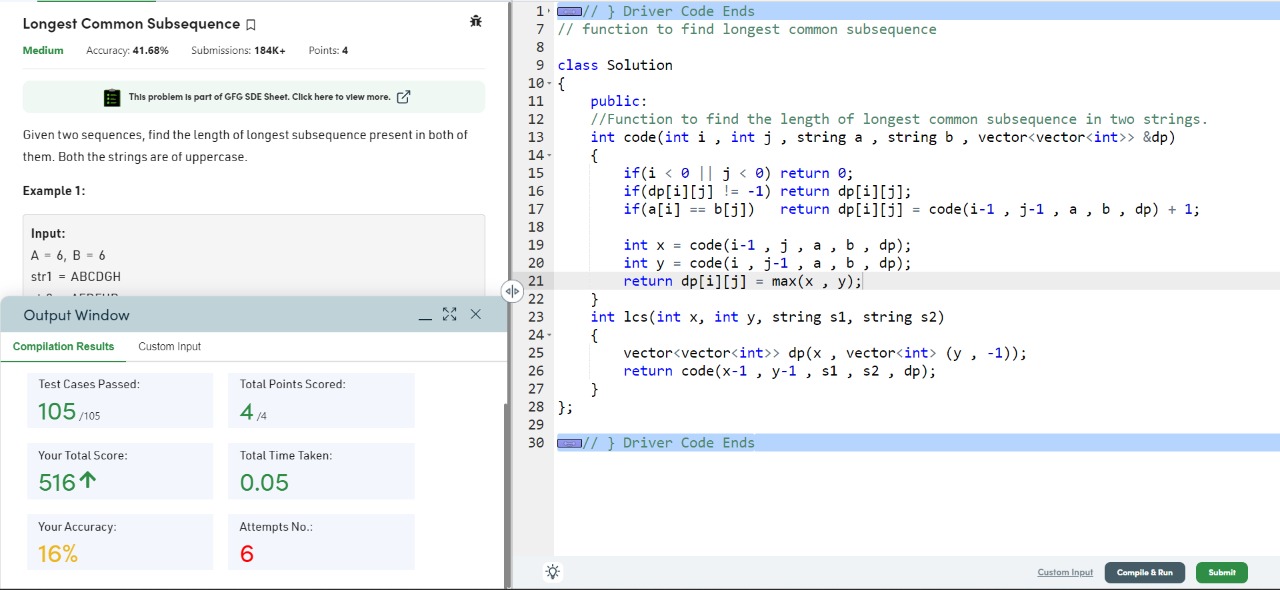 Longest Common Subsequence
Medium Accuracy: 41.68% Submissions: 184K+ Points: 4
This problem is part of GFG SDE Sheet. Click here to view more.
Given two sequences, find the length of longest subsequence present in both of
them. Both the strings are of uppercase.
Example 1:
Input:
A = 6, B = 6
str1 = ABCDGH
Output Window
Compilation Results Custom Input
Test Cases Passed: Total Points Scored:
105 /105 4 /4
Your Total Score: Total Time Taken:
516 0.05
Your Accuracy: Attempts No.:
16% 6
1 // } Driver Code Ends
7 // function to find longest common subsequence
8
9 class Solution
10 {
11 public:
12 //Function to find the length of longest common subsequence in two strings.
13 int code(int i , int j , string a , string b , vector<vector<int>> &dp)
14 {
15 if(i < 0 || j < 0) return 0;
16 if(dp[i][j] != -1) return dp[i][j];
17 if(a[i] == b[j]) return dp[i][j] = code(i-1 , j-1 , a , b , dp) + 1;
18
19 int x = code(i-1 , j , a , b , dp);
20 int y = code(i , j-1 , a , b , dp);
21 return dp[i][j] = max(x , y);
22 }
23 int lcs(int x, int y, string s1, string s2)
24 {
25 vector<vector<int>> dp(x , vector<int> (y , -1));
26 return code(x-1 , y-1 , s1 , s2 , dp);
27 }
28 };
29
30 // } Driver Code Ends
Custom Input Compile & Run Submit